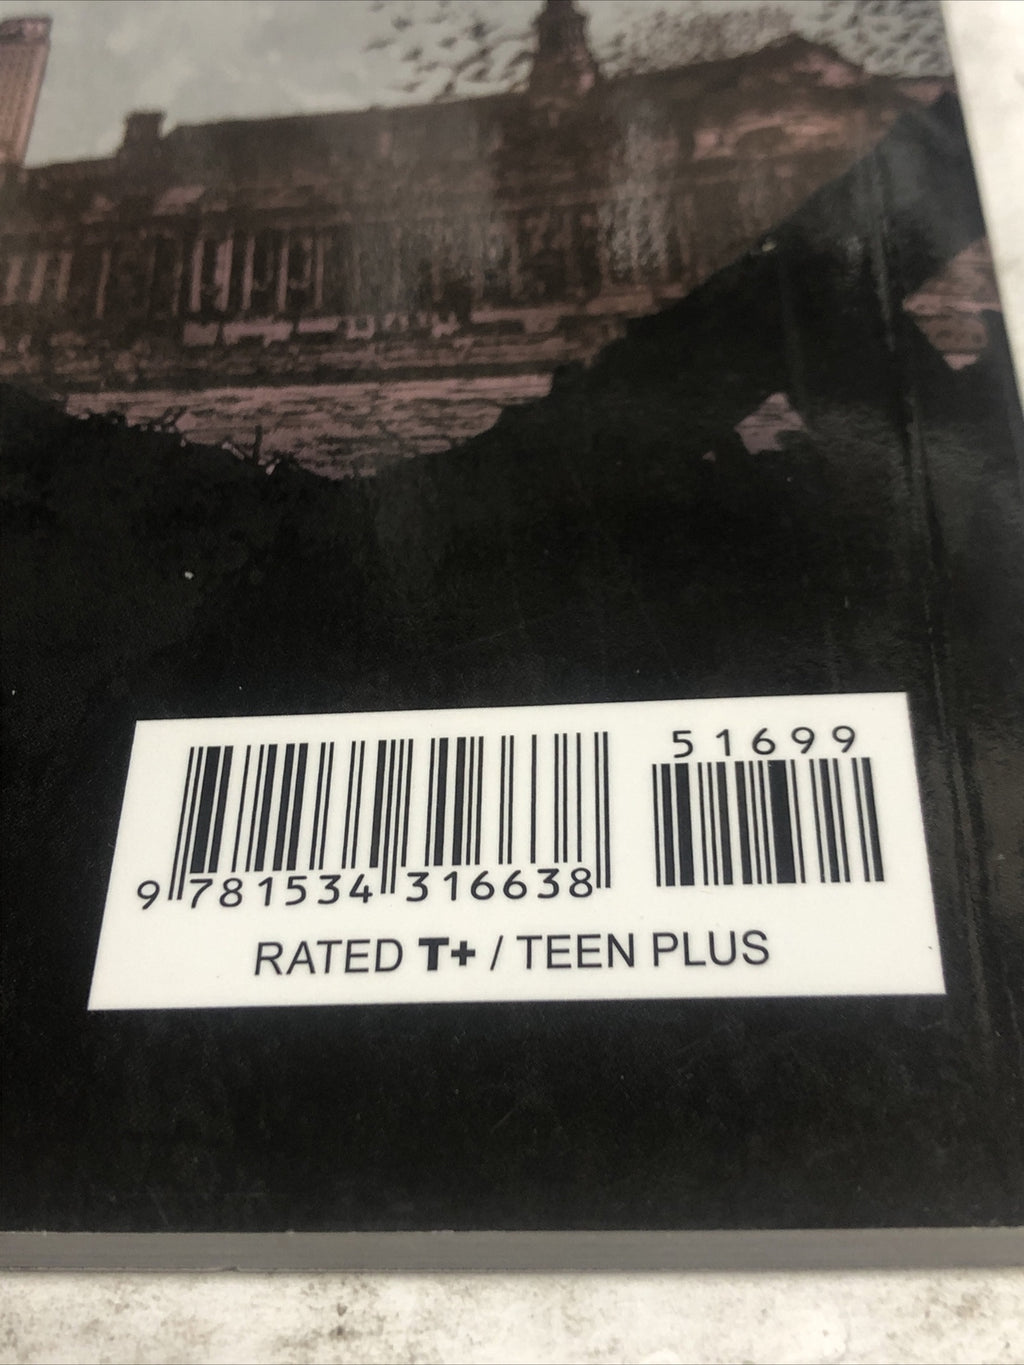 51699
9 781534 316638
RATED T+ / TEEN PLUS